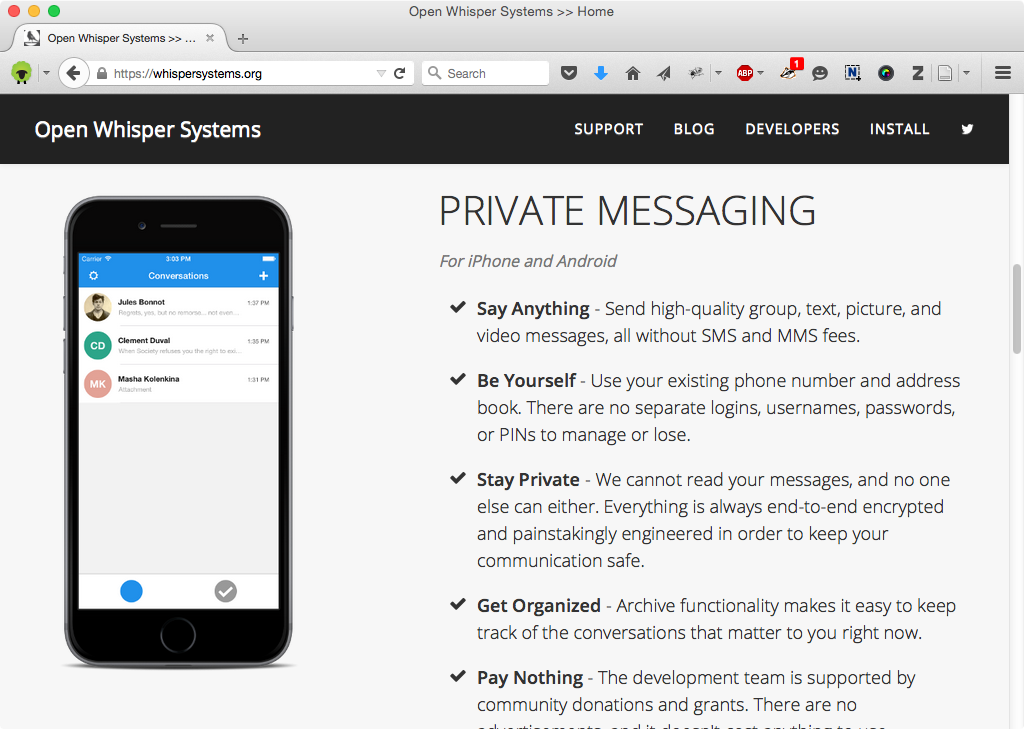 Open Whisper Systems >> Home
Open Whisper Systems >> ...
https://whispersystems.org
Search
ABP
1
N
Z
Open Whisper Systems
SUPPORT
BLOG
DEVELOPERS
INSTALL
Carrier
3:03 PM
Conversations
Jules Bonnot
1:37 PM
Regrets, yes, but no remorse... not even...
CD
Clement Duval
1:35 PM
When Society refuses you the right to exi...
MK
Masha Kolenkina
1:31 PM
Attachment
PRIVATE MESSAGING
For iPhone and Android
Say Anything - Send high-quality group, text, picture, and
video messages, all without SMS and MMS fees.
Be Yourself - Use your existing phone number and address
book. There are no separate logins, usernames, passwords,
or PINs to manage or lose.
Stay Private - We cannot read your messages, and no one
else can either. Everything is always end-to-end encrypted
and painstakingly engineered in order to keep your
communication safe.
Get Organized - Archive functionality makes it easy to keep
track of the conversations that matter to you right now.
Pay Nothing - The development team is supported by
community donations and grants. There are no
advertisements, and it doesn't cost anything to use.